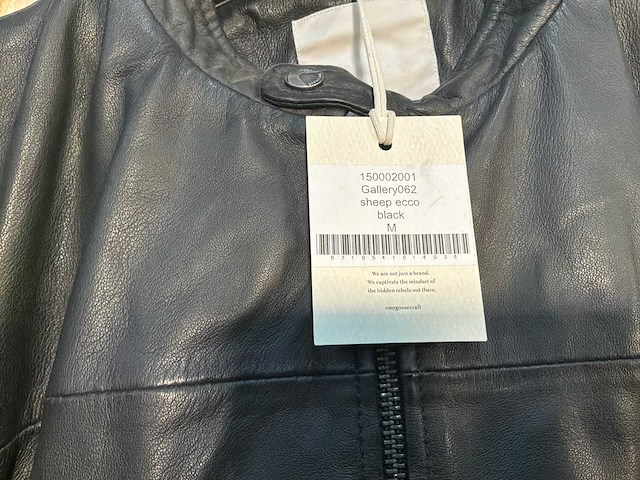 150002001
Gallery062
sheep ecco
black
M
We are not just a brand.
We captivate the mindset of
the hidden rebels out there.